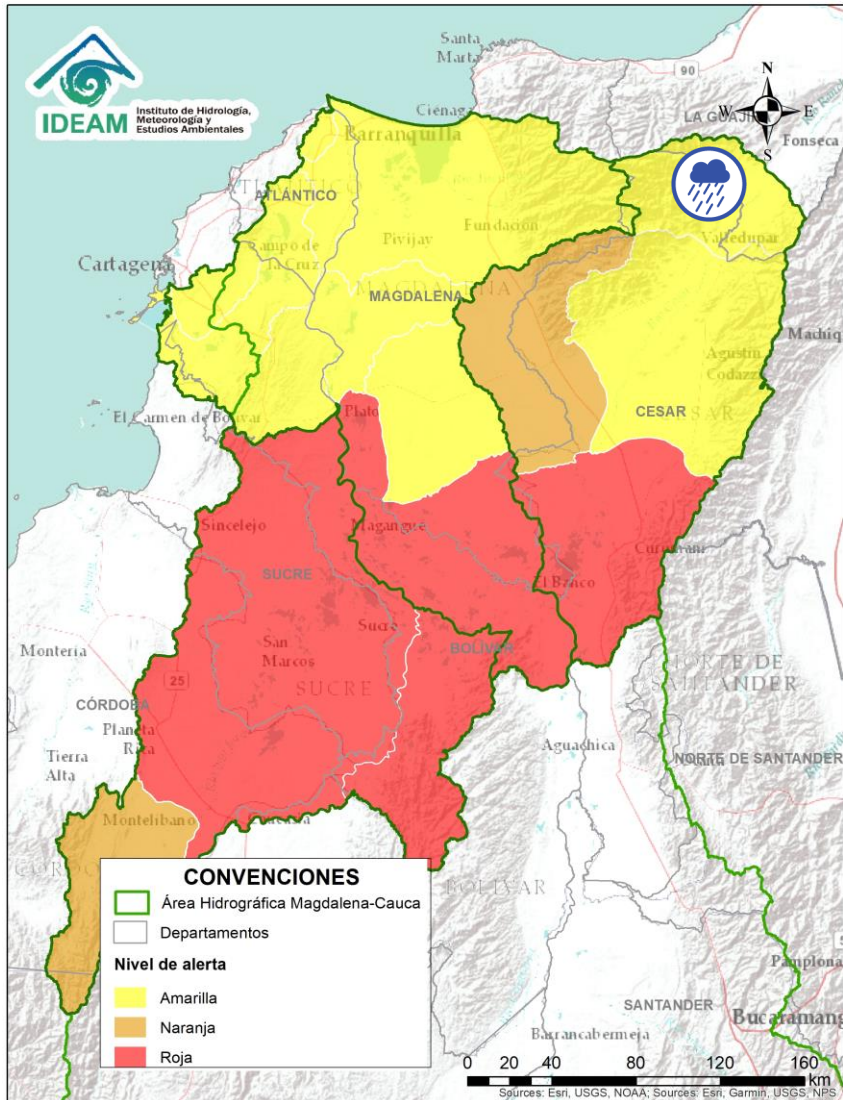 IDEAM
Instituto de Hidrología,
Meteorología y
Estudios Ambientales
Santa
Marta
90
N
W
E
S
Ciénaga
Barranquilla
LA GUAJI
Fonseca
ATLÁNTICO
Campo de
la Cruz
Pivijay
Fundación
Valledupar
Cartagena
MAGDALENA
Machiq
Agustín
Codazzi
El Carmen de Bolívar
Plato
CESAR
Sincelejo
Magangué
Curumaní
SUCRE
El Banco
Sucre
Montería
San
Marcos
BOLÍVAR
NORTE DE
SANTANDER
25
SUCRE
CÓRDOBA
Planeta
Rica
Aguachica
Tierra
Alta
NORTE DE SANTANDER
Montelibano
Caucasia
BOLÍVAR
CONVENCIONES
Área Hidrográfica Magdalena-Cauca
Departamentos
Nivel de alerta
Amarilla
Naranja
Roja
Pamplona
SANTANDER
Bucaramang
Barrancabermeja
0 20 40 80 120 160
Km
Sources: Esri, USGS, NOAA; Sources: Esri, Garmin, USGS, NPS